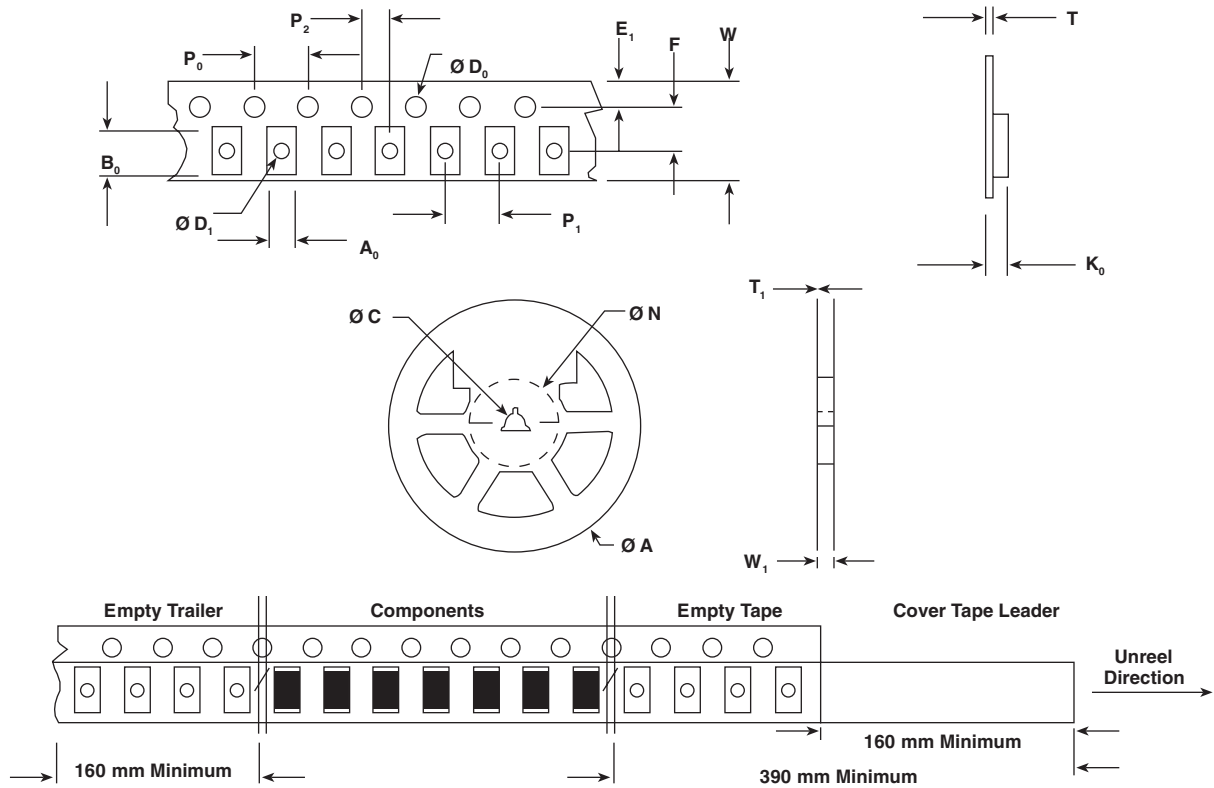 P₂
E₁
W
T
P₀
Ø D₀
F
B₀
Ø D₁
A₀
P₁
K₀
T₁
Ø C
Ø N
Ø A
W₁
Empty Trailer
Components
Empty Tape
Cover Tape Leader
Unreel
Direction
160 mm Minimum
160 mm Minimum
390 mm Minimum